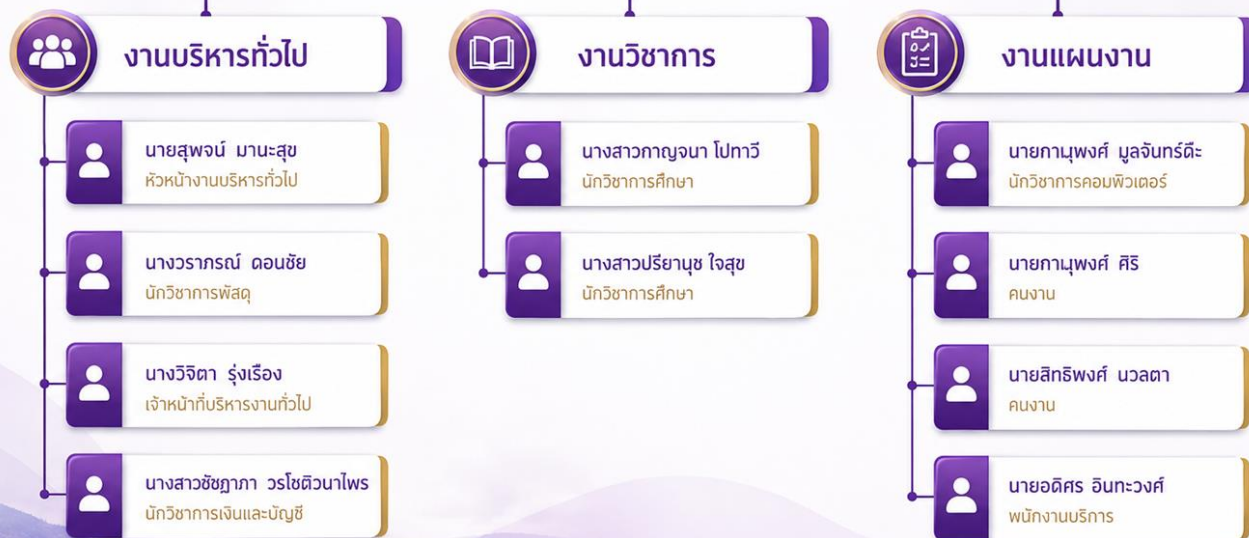 งานบริหารทั่วไป
นายสุพจน์ มานะสุข
หัวหน้างานบริหารทั่วไป
นางวราภรณ์ ดอนชัย
นักวิชาการพัสดุ
นางวิจิตา รุ่งเรือง
เจ้าหน้าที่บริหารงานทั่วไป
นางสาวชัชฎาภา วรโชติวนาไพร
นักวิชาการเงินและบัญชี
งานวิชาการ
นางสาวกาญจนา โปทาวี
นักวิชาการศึกษา
นางสาวปรียานุช ใจสุข
นักวิชาการศึกษา
งานแผนงาน
นายภานุพงศ์ มูลจันทร์ต๊ะ
นักวิชาการคอมพิวเตอร์
นายภานุพงศ์ ศิริ
คนงาน
นายสิทธิพงศ์ นวลตา
คนงาน
นายอดิศร อินทะวงศ์
พนักงานบริการ